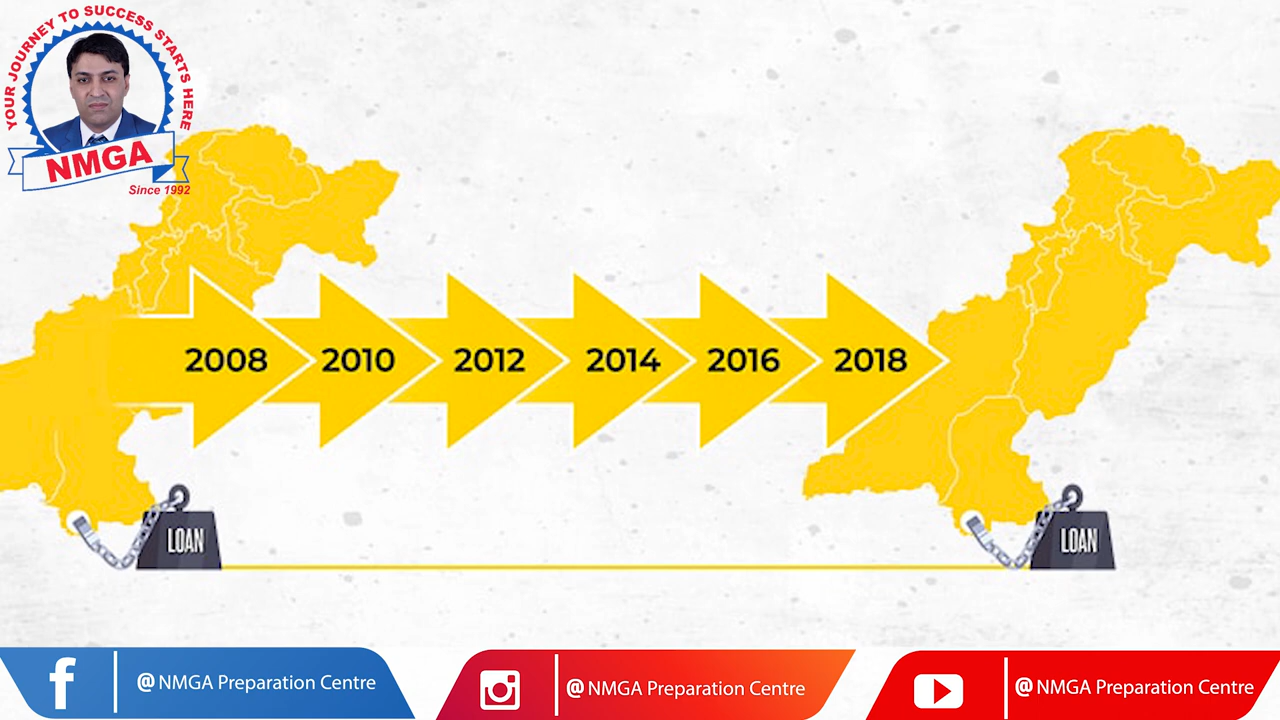 YOUR JOURNEY TO SUCCESS STARTS HERE
NMGA
Since 1992
2008 2010 2012 2014 2016 2018
LOAN LOAN
@ NMGA Preparation Centre
@ NMGA Preparation Centre
@ NMGA Preparation Centre